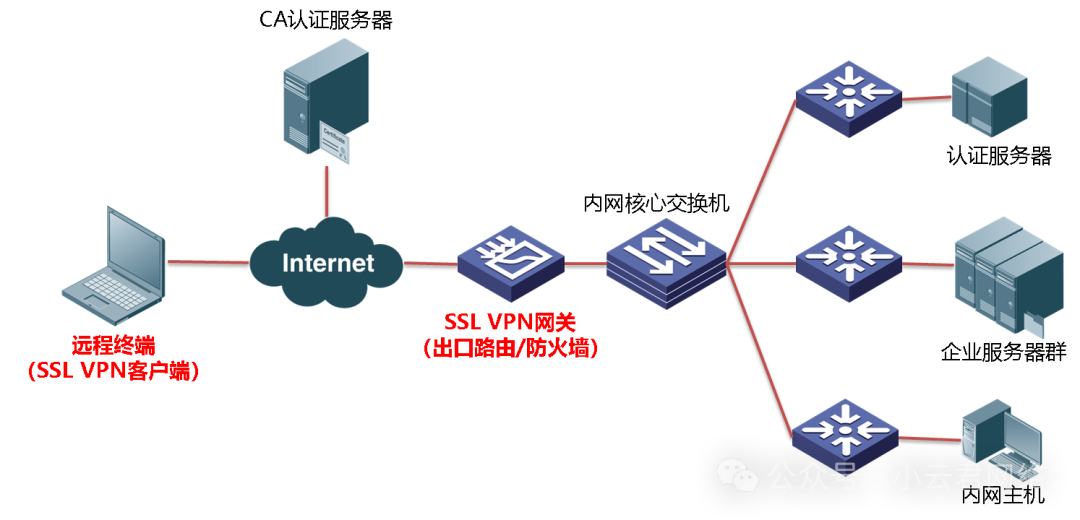 CA认证服务器
Certificate
认证服务器
内网核心交换机
Internet
SSL VPN网关
(出口路由/防火墙)
远程终端
(SSL VPN客户端)
企业服务器群
公众号 小云君网络
内网主机